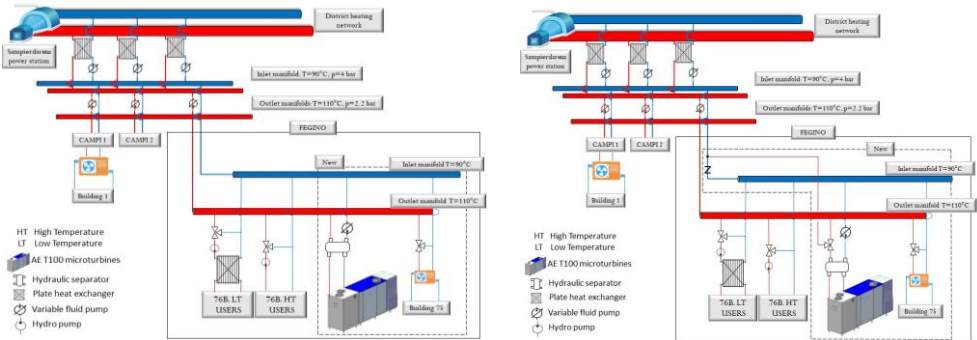 District heating
network
Sampierdarena
power station
Inlet manifold T=90°C, p=4 bar
Outlet manifolds: T=110°C, p=2.2 bar
CAMPI 1
CAMPI 2
FEGINO
Building 1
New
Inlet manifold T=90°C
Outlet manifold T=110°C
HT High Temperature
LT Low Temperature
AE T100 microturbines
Hydraulic separator
Plate heat exchanger
Variable fluid pump
Hydro pump
76B. LT
USERS
76B. HT
USERS
Building 75
District heating
network
Sampierdarena
power station
Inlet manifold T=90°C, p=4 bar
Outlet manifolds: T=110°C, p=2.2 bar
CAMPI 1
CAMPI 2
FEGINO
Building 1
New
Inlet manifold T=90°C
Outlet manifold T=110°C
HT High Temperature
LT Low Temperature
AE T100 microturbines
Hydraulic separator
Plate heat exchanger
Variable fluid pump
Hydro pump
76B. LT
USERS
76B. HT
USERS
Building 75